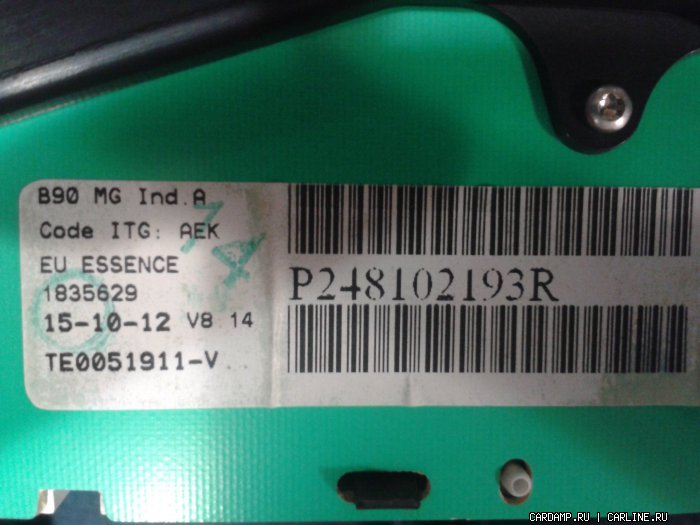 B90 MG Ind.A
Code ITG: AEK
EU ESSENCE
1835629
15-10-12 V8 14
TE0051911-V
14
P248102193R
CARDAMP.RU | CARLINE.RU